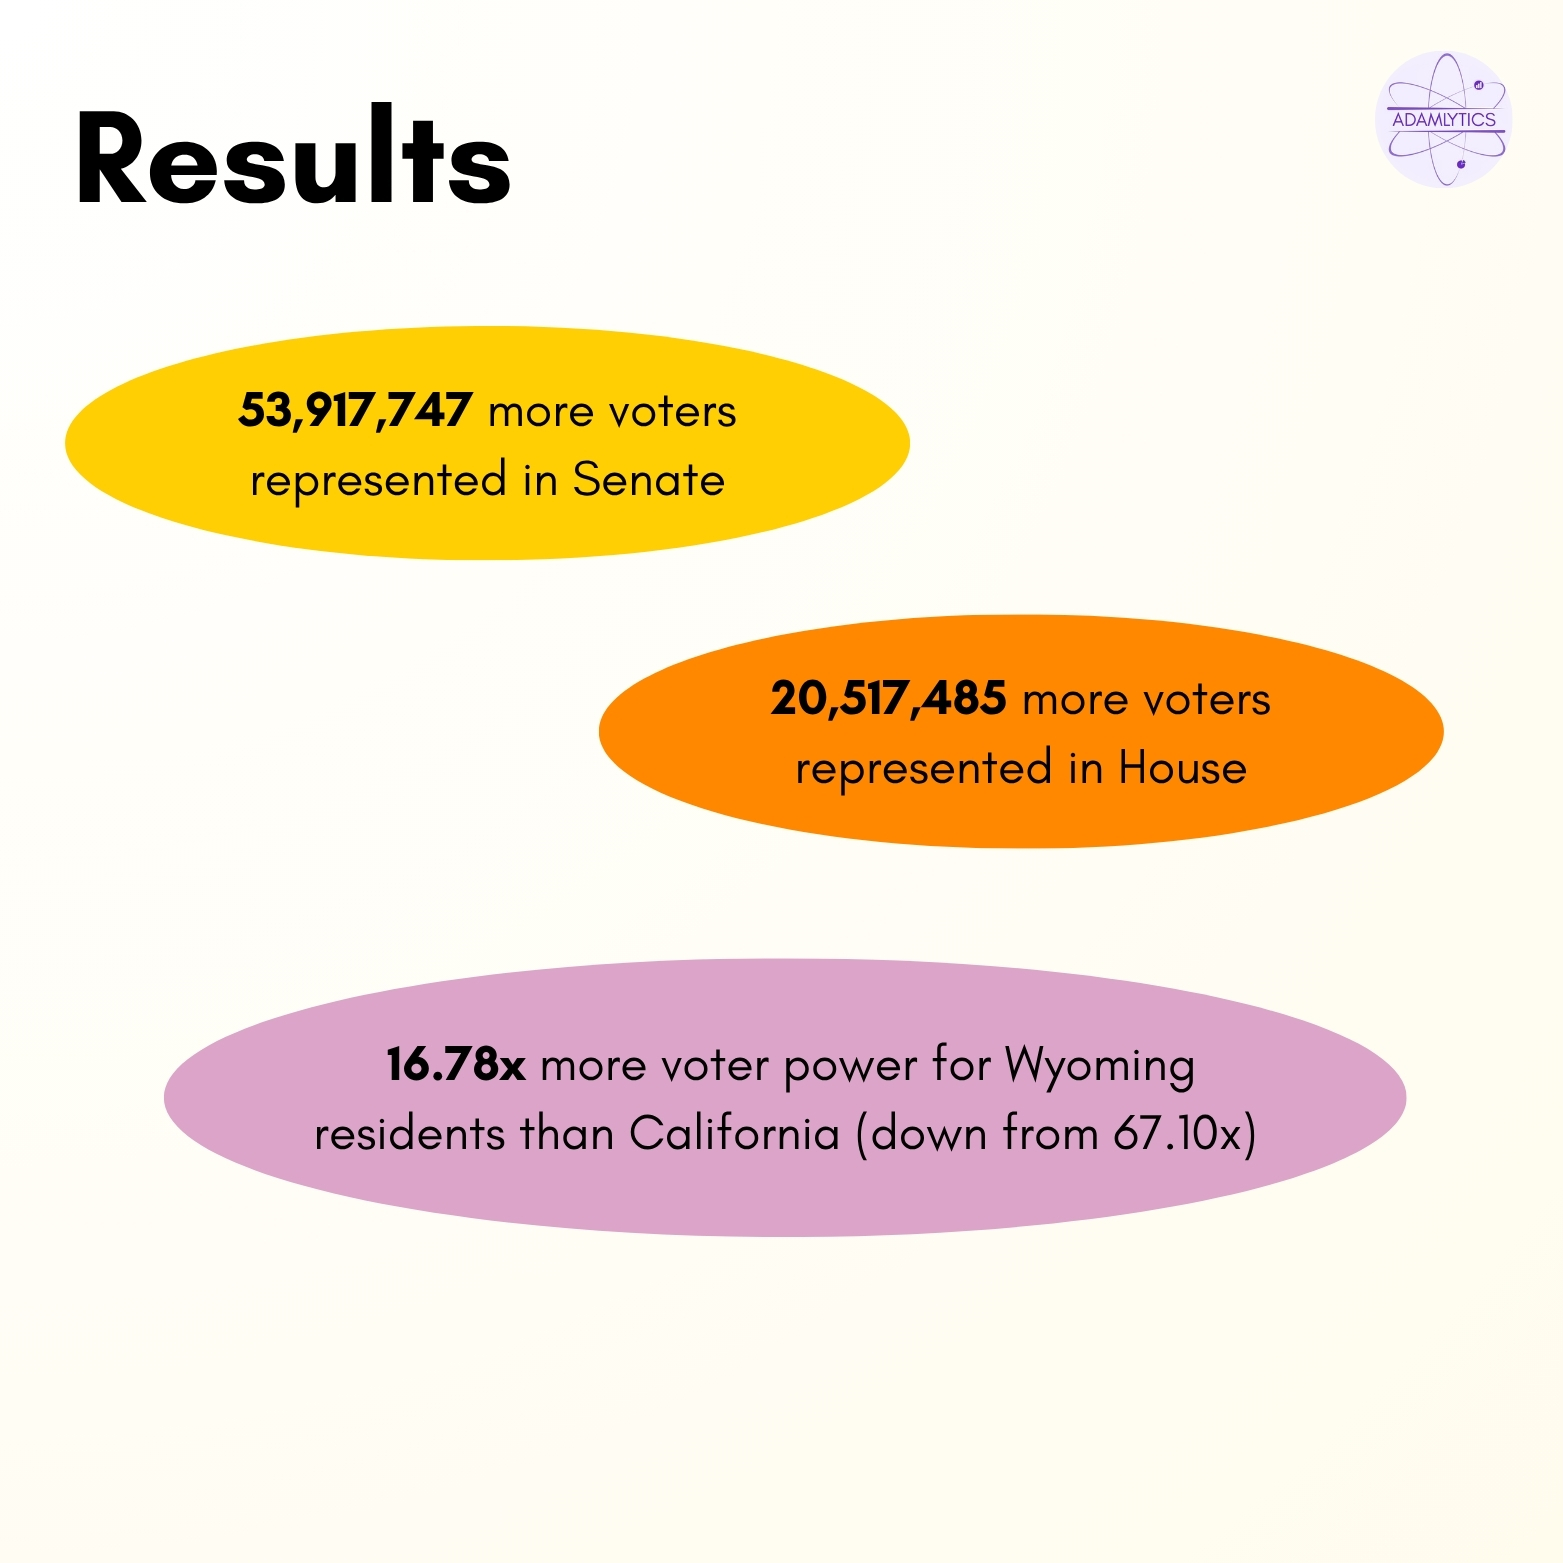 Results
ADAMLYTICS
53,917,747 more voters
represented in Senate
20,517,485 more voters
represented in House
16.78x more voter power for Wyoming
residents than California (down from 67.10x)